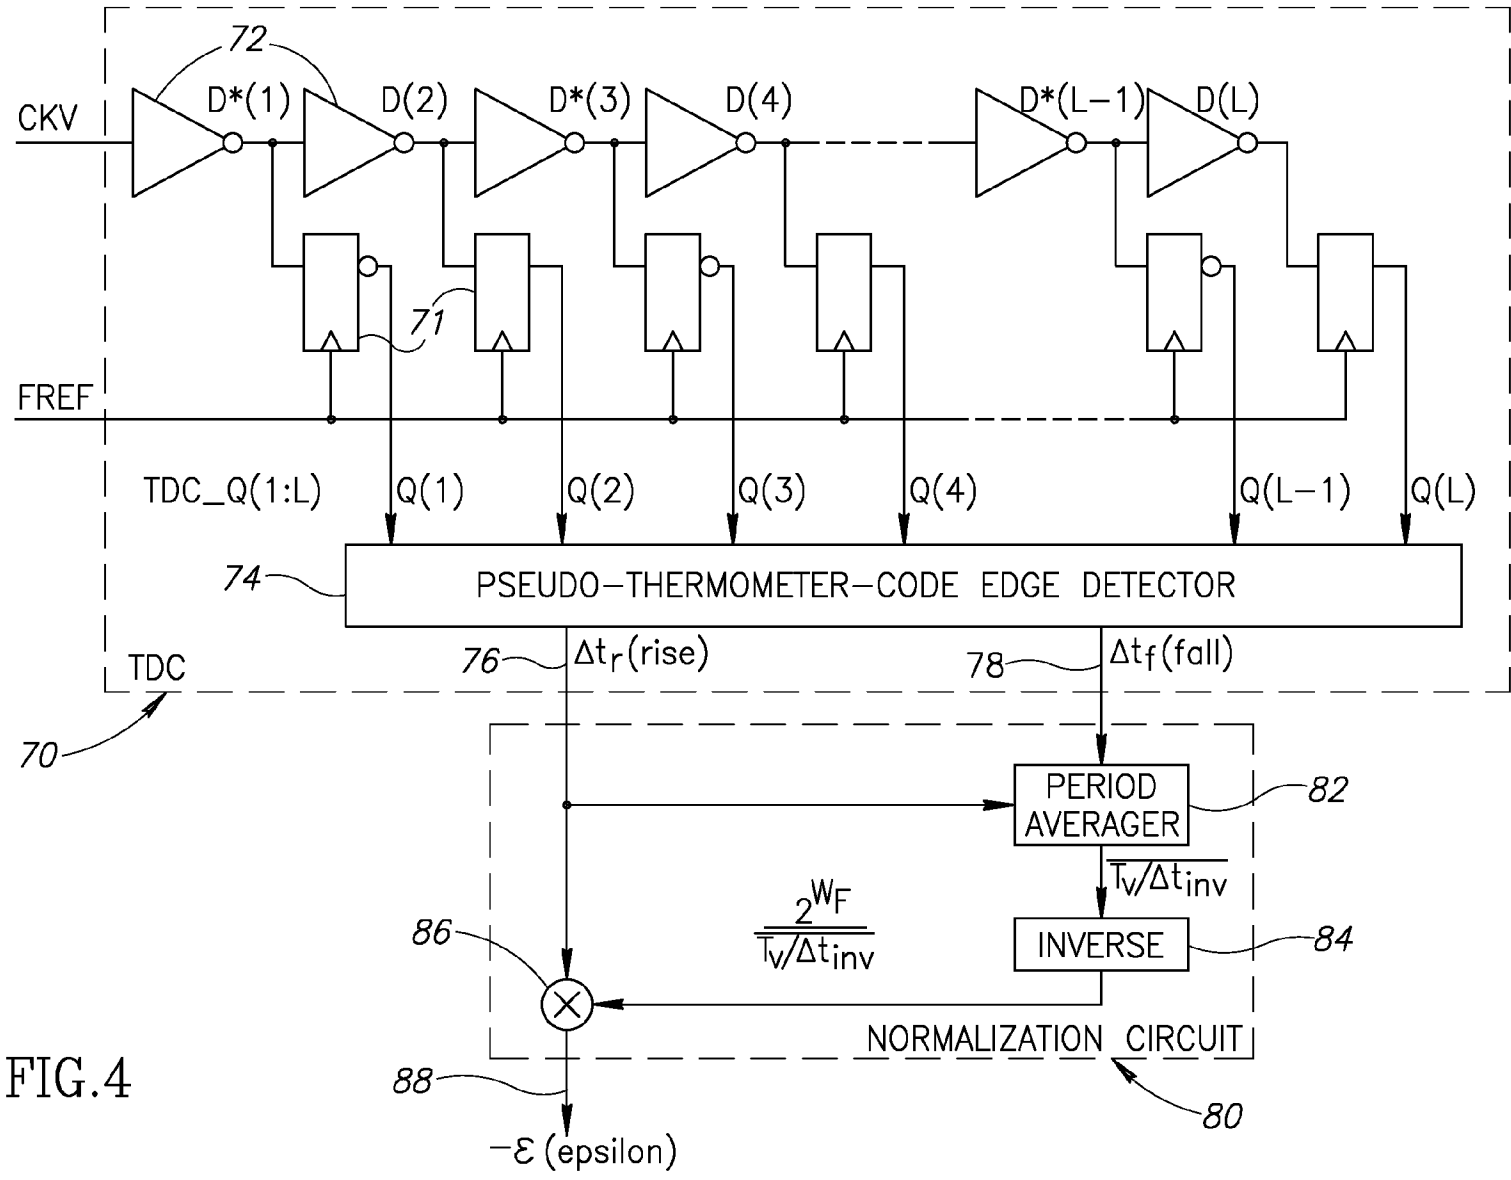 72
CKV
D*(1)
D(2)
D*(3)
D(4)
D*(L-1)
D(L)
71
FREF
TDC_Q(1:L)
Q(1)
Q(2)
Q(3)
Q(4)
Q(L-1)
Q(L)
74
PSEUDO-THERMOMETER-CODE EDGE DETECTOR
76
Δtr(rise)
78
Δtf(fall)
TDC
70
PERIOD
AVERAGER
82
Tv/Δtinv
2^WF
Tv/Δtinv
86
INVERSE
84
NORMALIZATION CIRCUIT
80
FIG.4
88
-ε(epsilon)